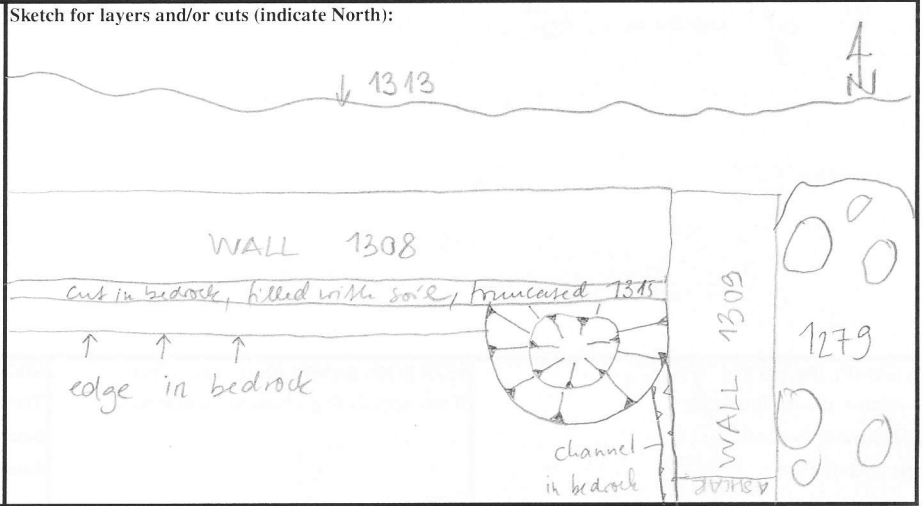 Sketch for layers and/or cuts (indicate North):
N
1313
WALL 1308
cut in bedrock, filled with soil, truncated 1315
edge in bedrock
WALL 1309
1279
channel
in bedrock
ASHLAR